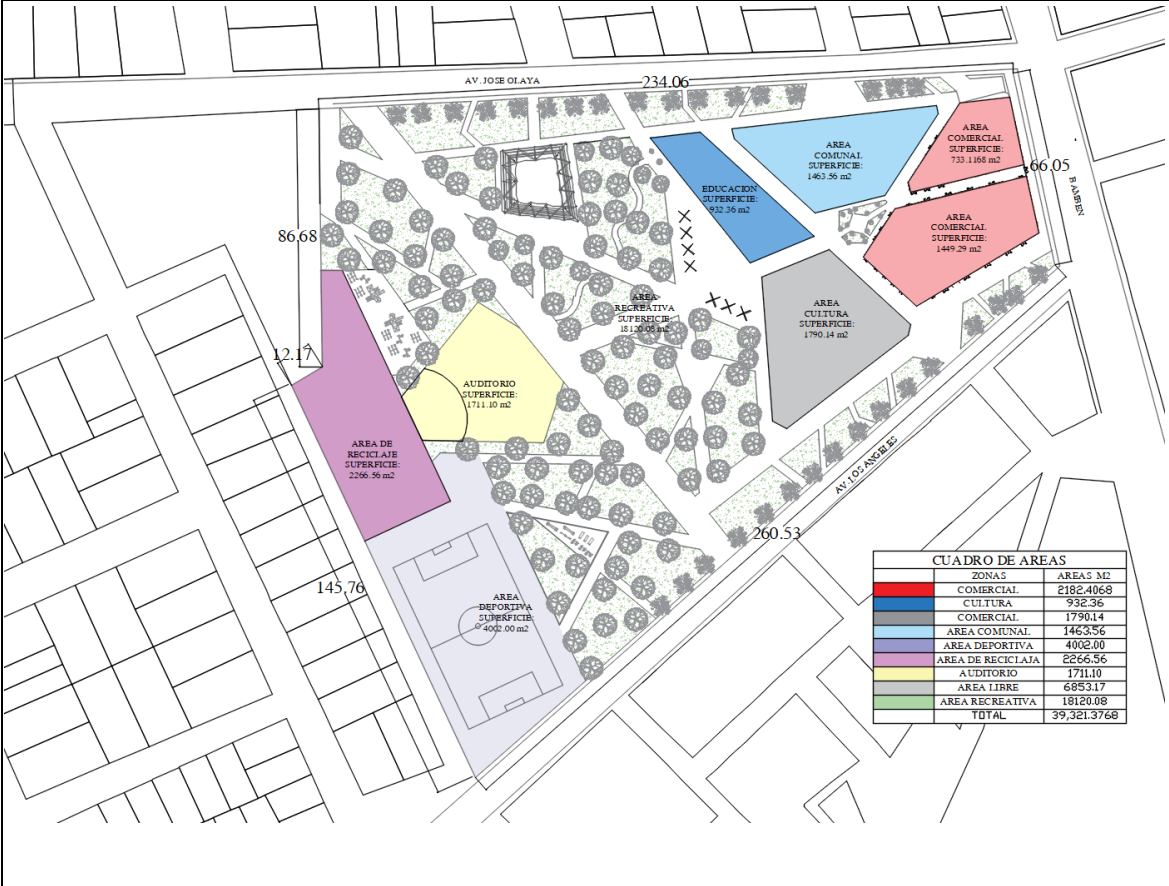 AV. JOSE OLAYA
234.06
AREA
COMERCIAL
SUPERFICIE:
733.1168 m2
AREA
COMUNAL
SUPERFICIE:
1463.56 m2
66.05
BAMBEN
EDUCACION
SUPERFICIE:
932.36 m2
AREA
COMERCIAL
SUPERFICIE:
1449.29 m2
86.68
AREA
RECREATIVA
SUPERFICIE:
18120.08 m2
AREA
CULTURA
SUPERFICIE:
1790.14 m2
12.17
AUDITORIO
SUPERFICIE:
1711.10 m2
AREA DE
RECICLAJE
SUPERFICIE:
2266.56 m2
AV. LOS ANGELES
260.53
145,76
AREA
DEPORTIVA
SUPERFICIE:
4002.00 m2
CUADRO DE AREAS
ZONAS AREAS M2
COMERCIAL 2182.4068
CULTURA 932.36
COMERCIAL 1790.14
AREA COMUNAL 1463.56
AREA DEPORTIVA 4002.00
AREA DE RECICLAJA 2266.56
AUDITORIO 1711.10
AREA LIBRE 6853.17
AREA RECREATIVA 18120.08
TOTAL 39,321.3768